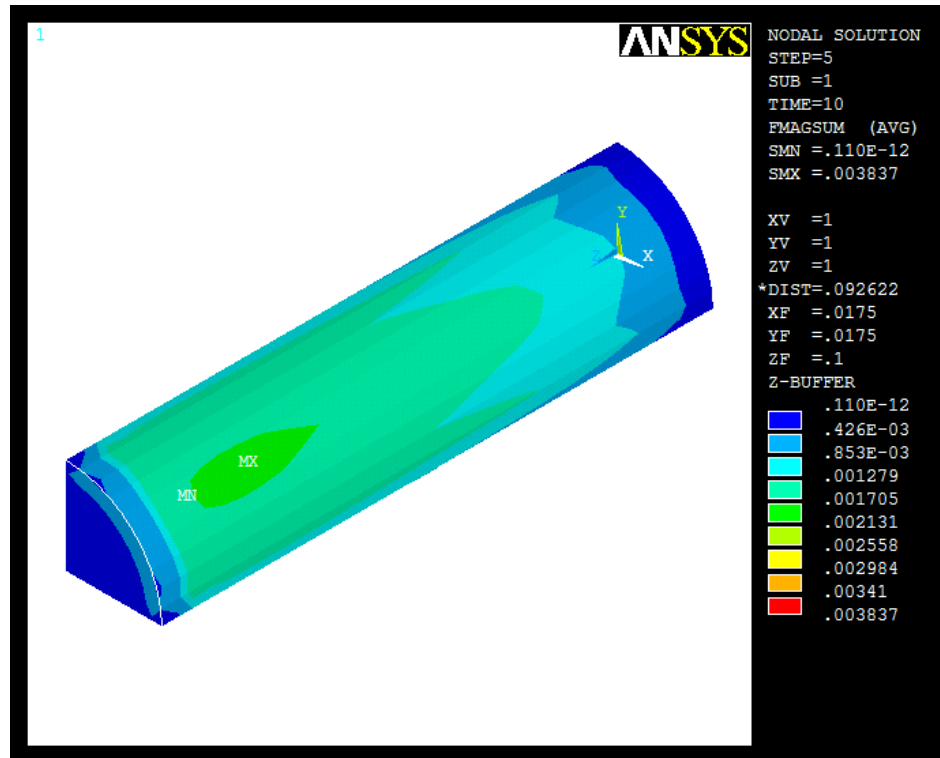 1
ANSYS
NODAL SOLUTION
STEP=5
SUB =1
TIME=10
FMAGSUM (AVG)
SMN =.110E-12
SMX =.003837
XV =1
YV =1
ZV =1
*DIST=.092622
XF =.0175
YF =.0175
ZF =.1
Z-BUFFER
.110E-12
.426E-03
.853E-03
.001279
.001705
.002131
.002558
.002984
.00341
.003837
Y
Z
X
MX
MN